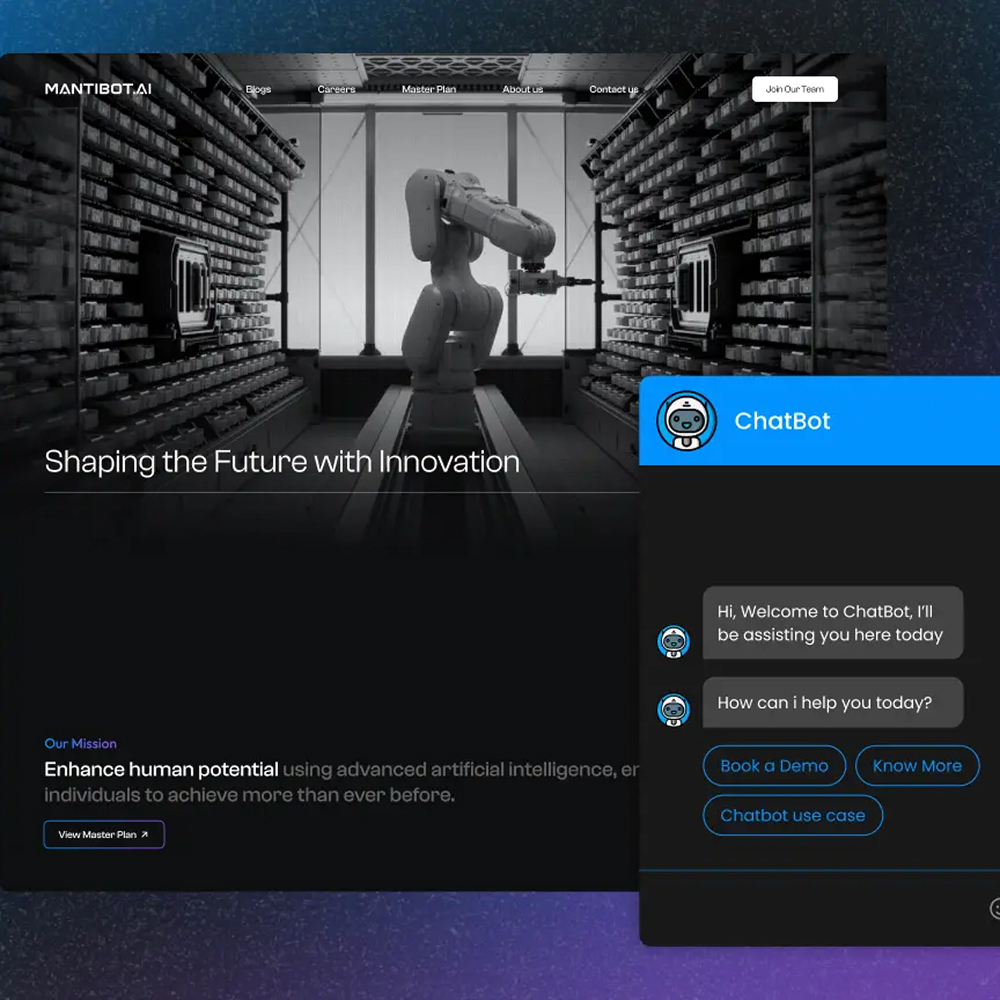 MANTIBOT.AI
Blogs
Careers
Master Plan
About us
Contact us
Join Our Team
Shaping the Future with Innovation
Our Mission
Enhance human potential using advanced artificial intelligence,
individuals to achieve more than ever before.
View Master Plan
ChatBot
Hi, Welcome to ChatBot, I'll
be assisting you here today
How can i help you today?
Book a Demo
Know More
Chatbot use case